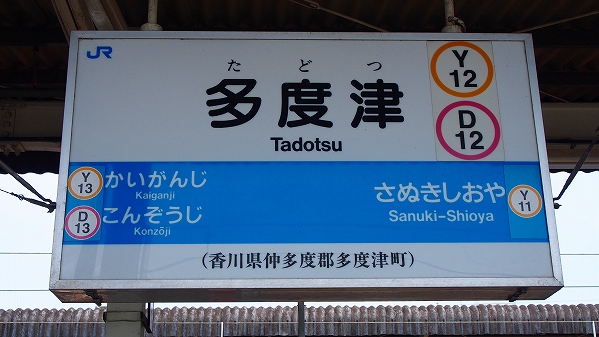 JR
たどつ
多度津
Tadotsu
Y
12
D
12
Y
13
かいがんじ
Kaiganji
D
13
こんぞうじ
Konzōji
さぬきしおや
Sanuki-Shioya
Y
11
(香川県仲多度郡多度津町)